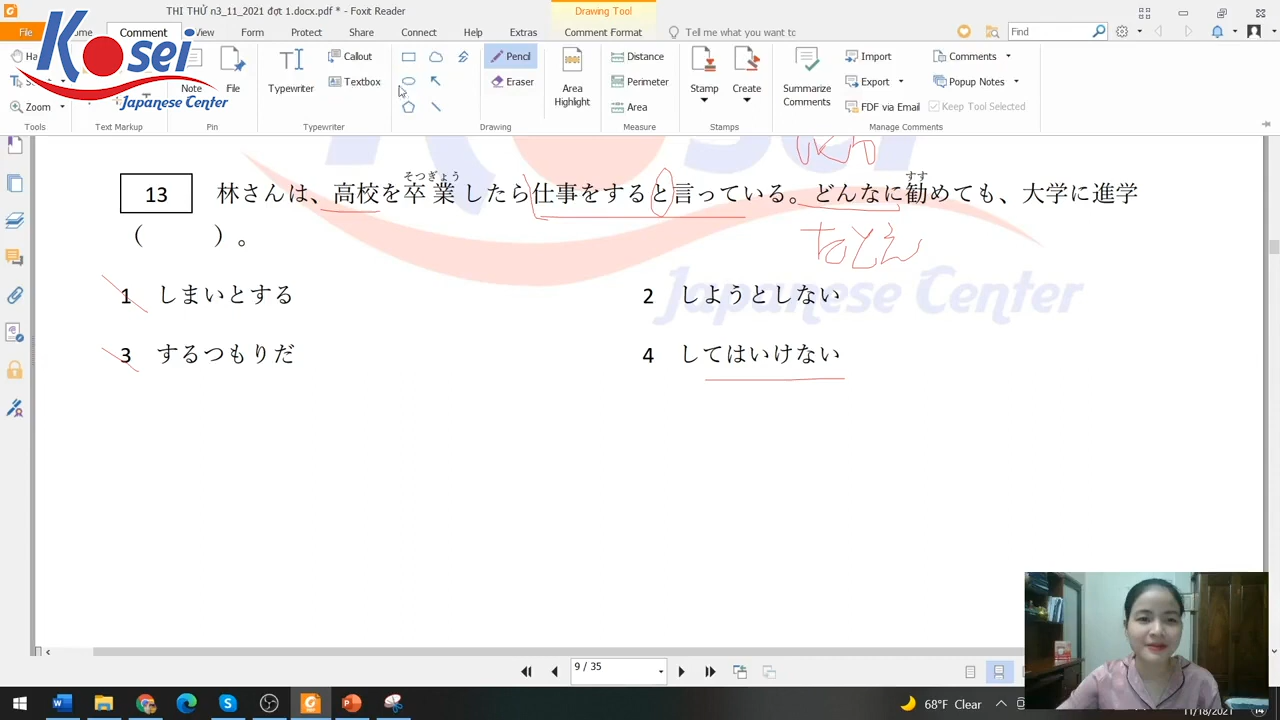 THI THỬ n3_11_2021 đợt 1.docx.pdf * - Foxit Reader
Drawing Tool
File
Home
Comment
View
Form
Protect
Share
Connect
Help
Extras
Comment Format
Tell me what you want tc
Find
Kosei
Japanese Center
Zoom
Note
File
Typewriter
Callout
Textbox
Pencil
Eraser
Area
Highlight
Distance
Perimeter
Area
Stamp
Create
Summarize
Comments
Import
Export
FDF via Email
Comments
Popup Notes
Keep Tool Selected
Tools
Text Markup
Pin
Typewriter
Drawing
Measure
Stamps
Manage Comments
そつぎょう
すす
13 林さんは、高校を卒業したら仕事をすると言っている。どんなに勧めても、大学に進学
( )。
たとえ
1 しまいとする
2 しようとしない
Japanese Center
3 するつもりだ
4 してはいけない
9 / 35
68°F Clear
11/18/2021